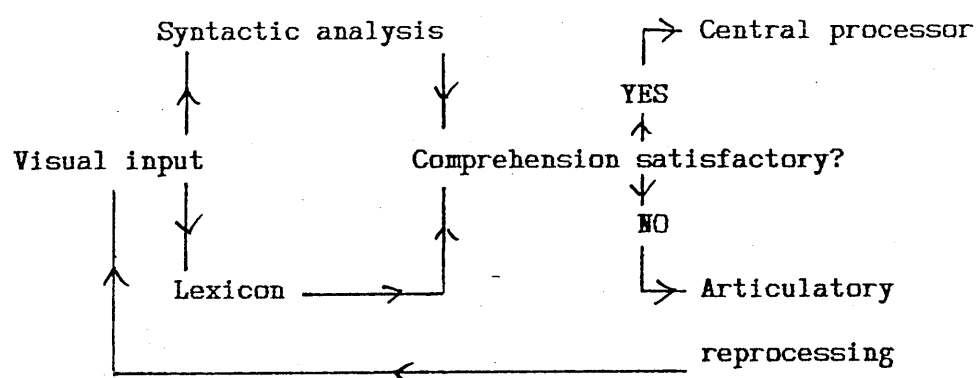 Syntactic analysis
Central processor
YES
Visual input
Comprehension satisfactory?
NO
Lexicon
Articulatory
reprocessing